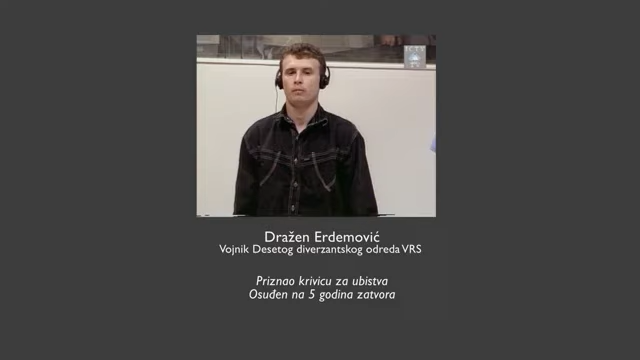 Dražen Erdemović
Vojnik Desetog diverzantskog odreda VRS
Priznao krivicu za ubistva
Osuđen na 5 godina zatvora